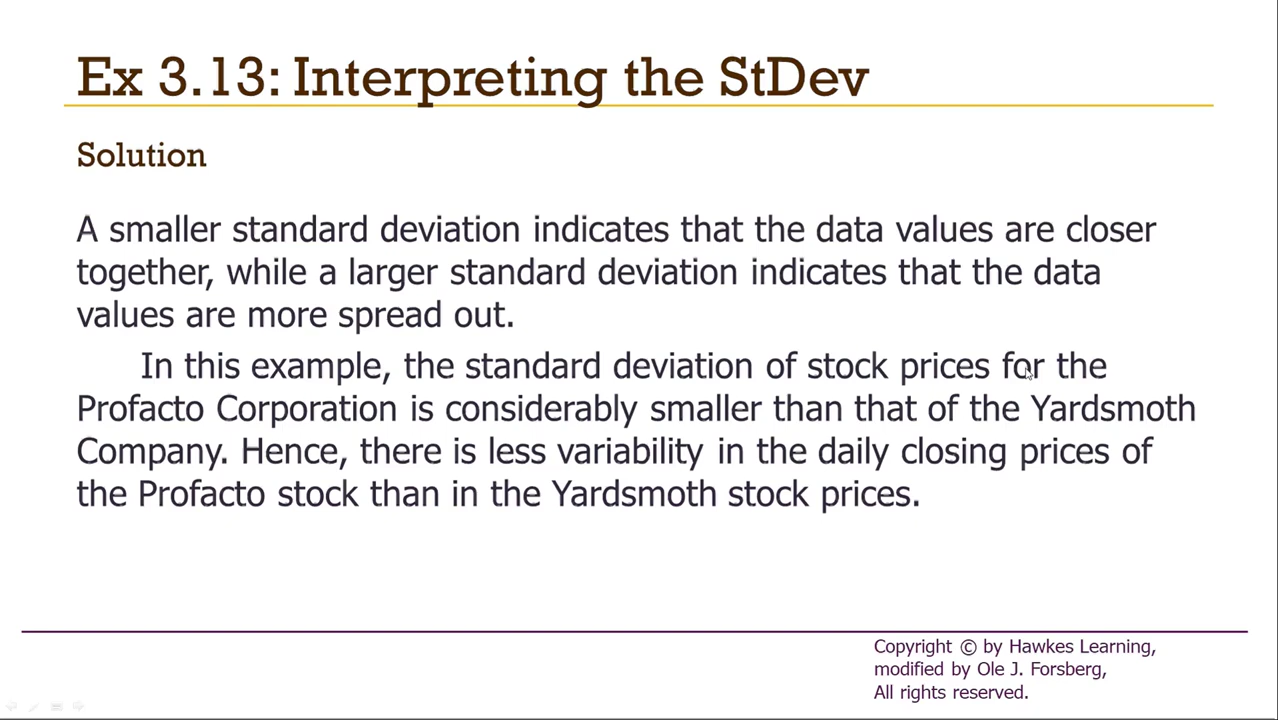 Ex 3.13: Interpreting the StDev
Solution
A smaller standard deviation indicates that the data values are closer
together, while a larger standard deviation indicates that the data
values are more spread out.
In this example, the standard deviation of stock prices for the
Profacto Corporation is considerably smaller than that of the Yardsmoth
Company. Hence, there is less variability in the daily closing prices of
the Profacto stock than in the Yardsmoth stock prices.
Copyright © by Hawkes Learning,
modified by Ole J. Forsberg,
All rights reserved.